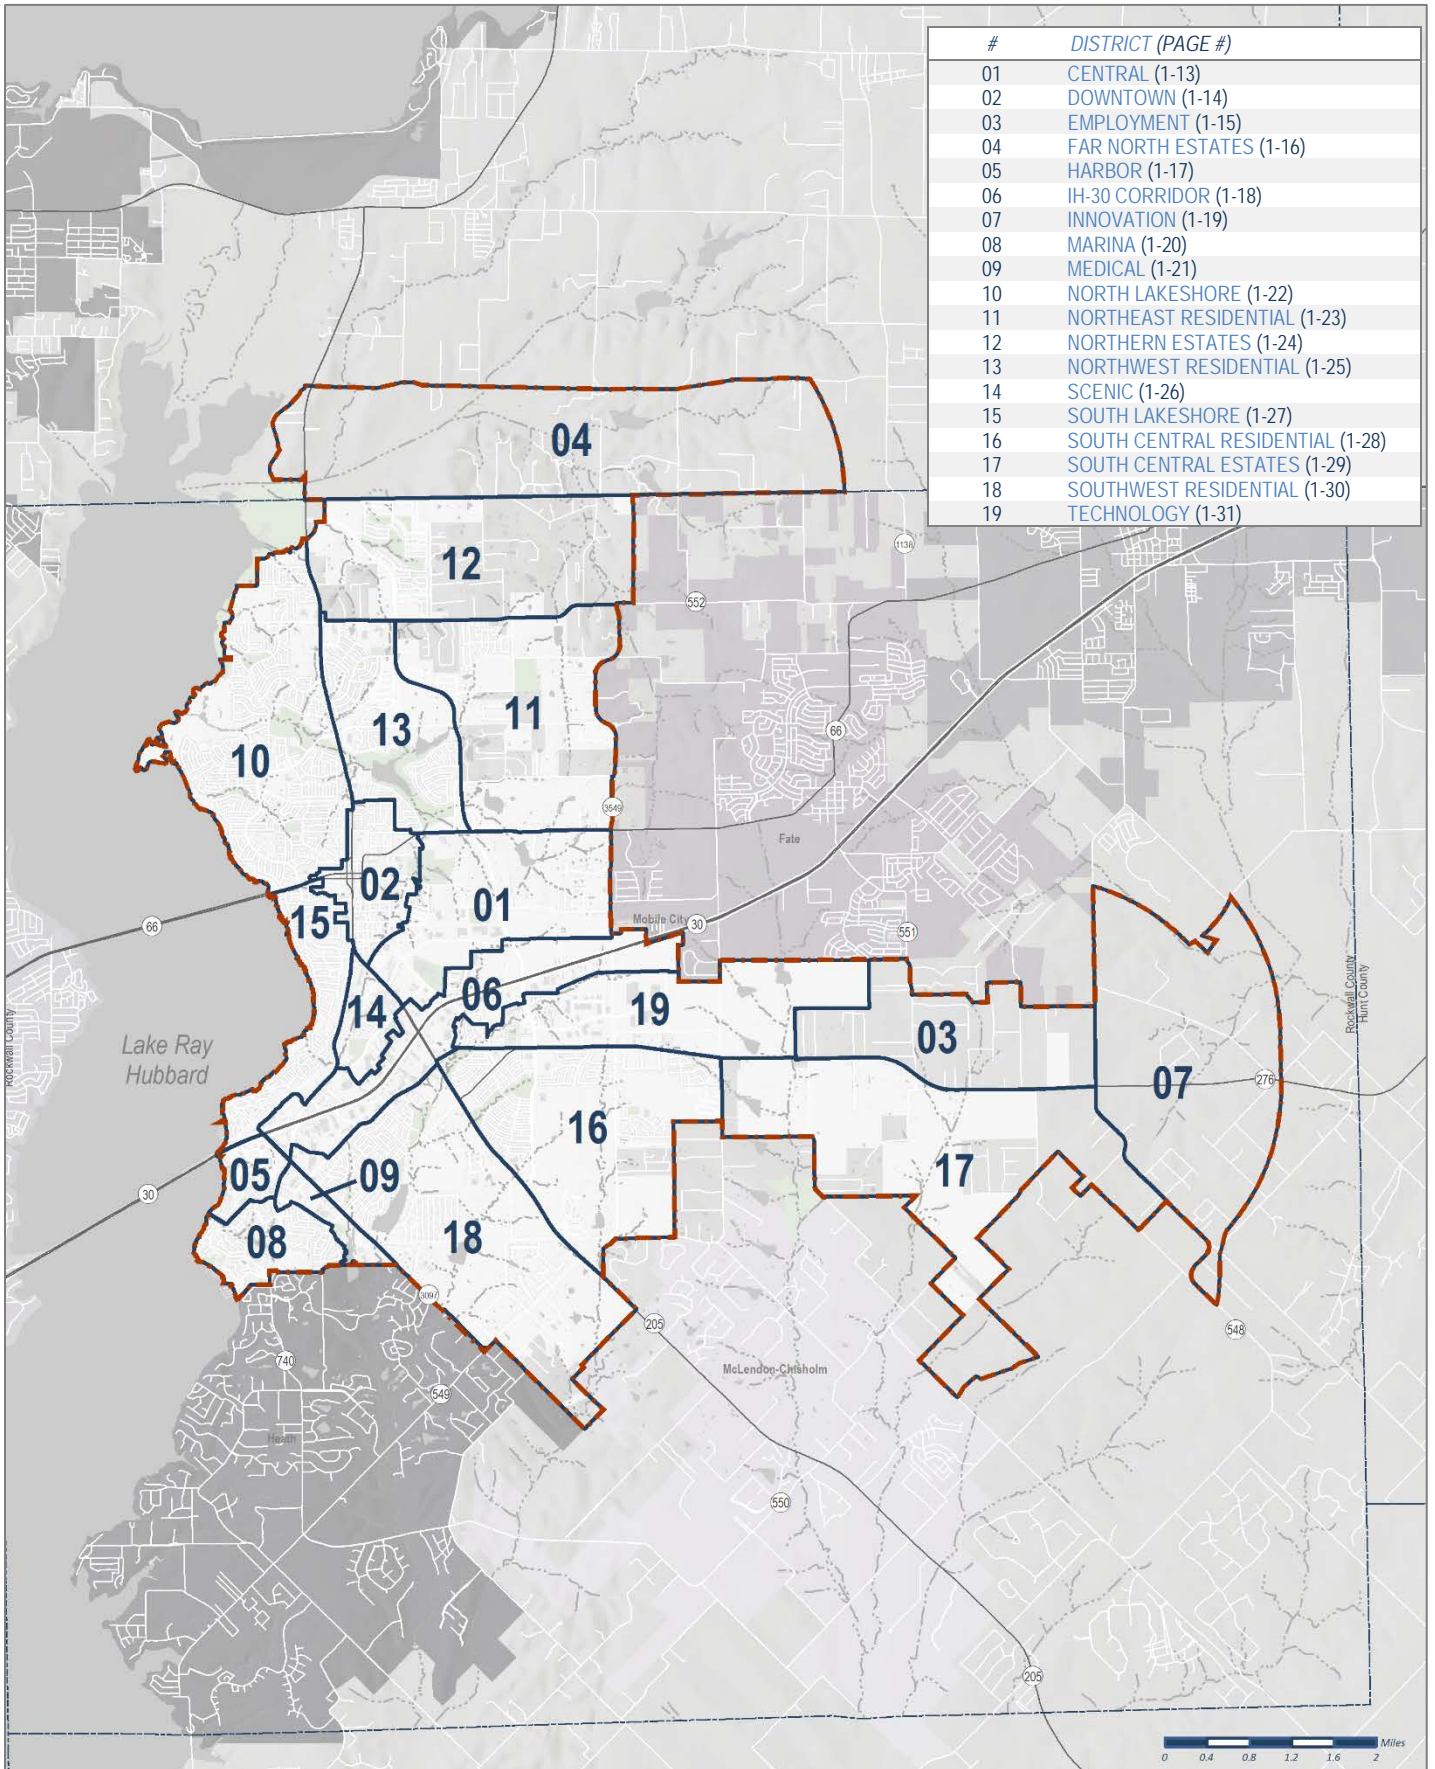 # DISTRICT (PAGE #)
01 CENTRAL (1-13)
02 DOWNTOWN (1-14)
03 EMPLOYMENT (1-15)
04 FAR NORTH ESTATES (1-16)
05 HARBOR (1-17)
06 IH-30 CORRIDOR (1-18)
07 INNOVATION (1-19)
08 MARINA (1-20)
09 MEDICAL (1-21)
10 NORTH LAKESHORE (1-22)
11 NORTHEAST RESIDENTIAL (1-23)
12 NORTHERN ESTATES (1-24)
13 NORTHWEST RESIDENTIAL (1-25)
14 SCENIC (1-26)
15 SOUTH LAKESHORE (1-27)
16 SOUTH CENTRAL RESIDENTIAL (1-28)
17 SOUTH CENTRAL ESTATES (1-29)
18 SOUTHWEST RESIDENTIAL (1-30)
19 TECHNOLOGY (1-31)
04
1138
12
552
11
13
66
10
3549
Fate
02
01
15
Mobile City
30
551
66
06
19
14
03
Rockwall County
Hunt County
Lake Ray
Hubbard
Rockwall County
07
276
16
05
09
17
30
18
08
3097
205
548
740
McLendon-Chisholm
549
Heath
550
205
Miles
0 0.4 0.8 1.2 1.6 2